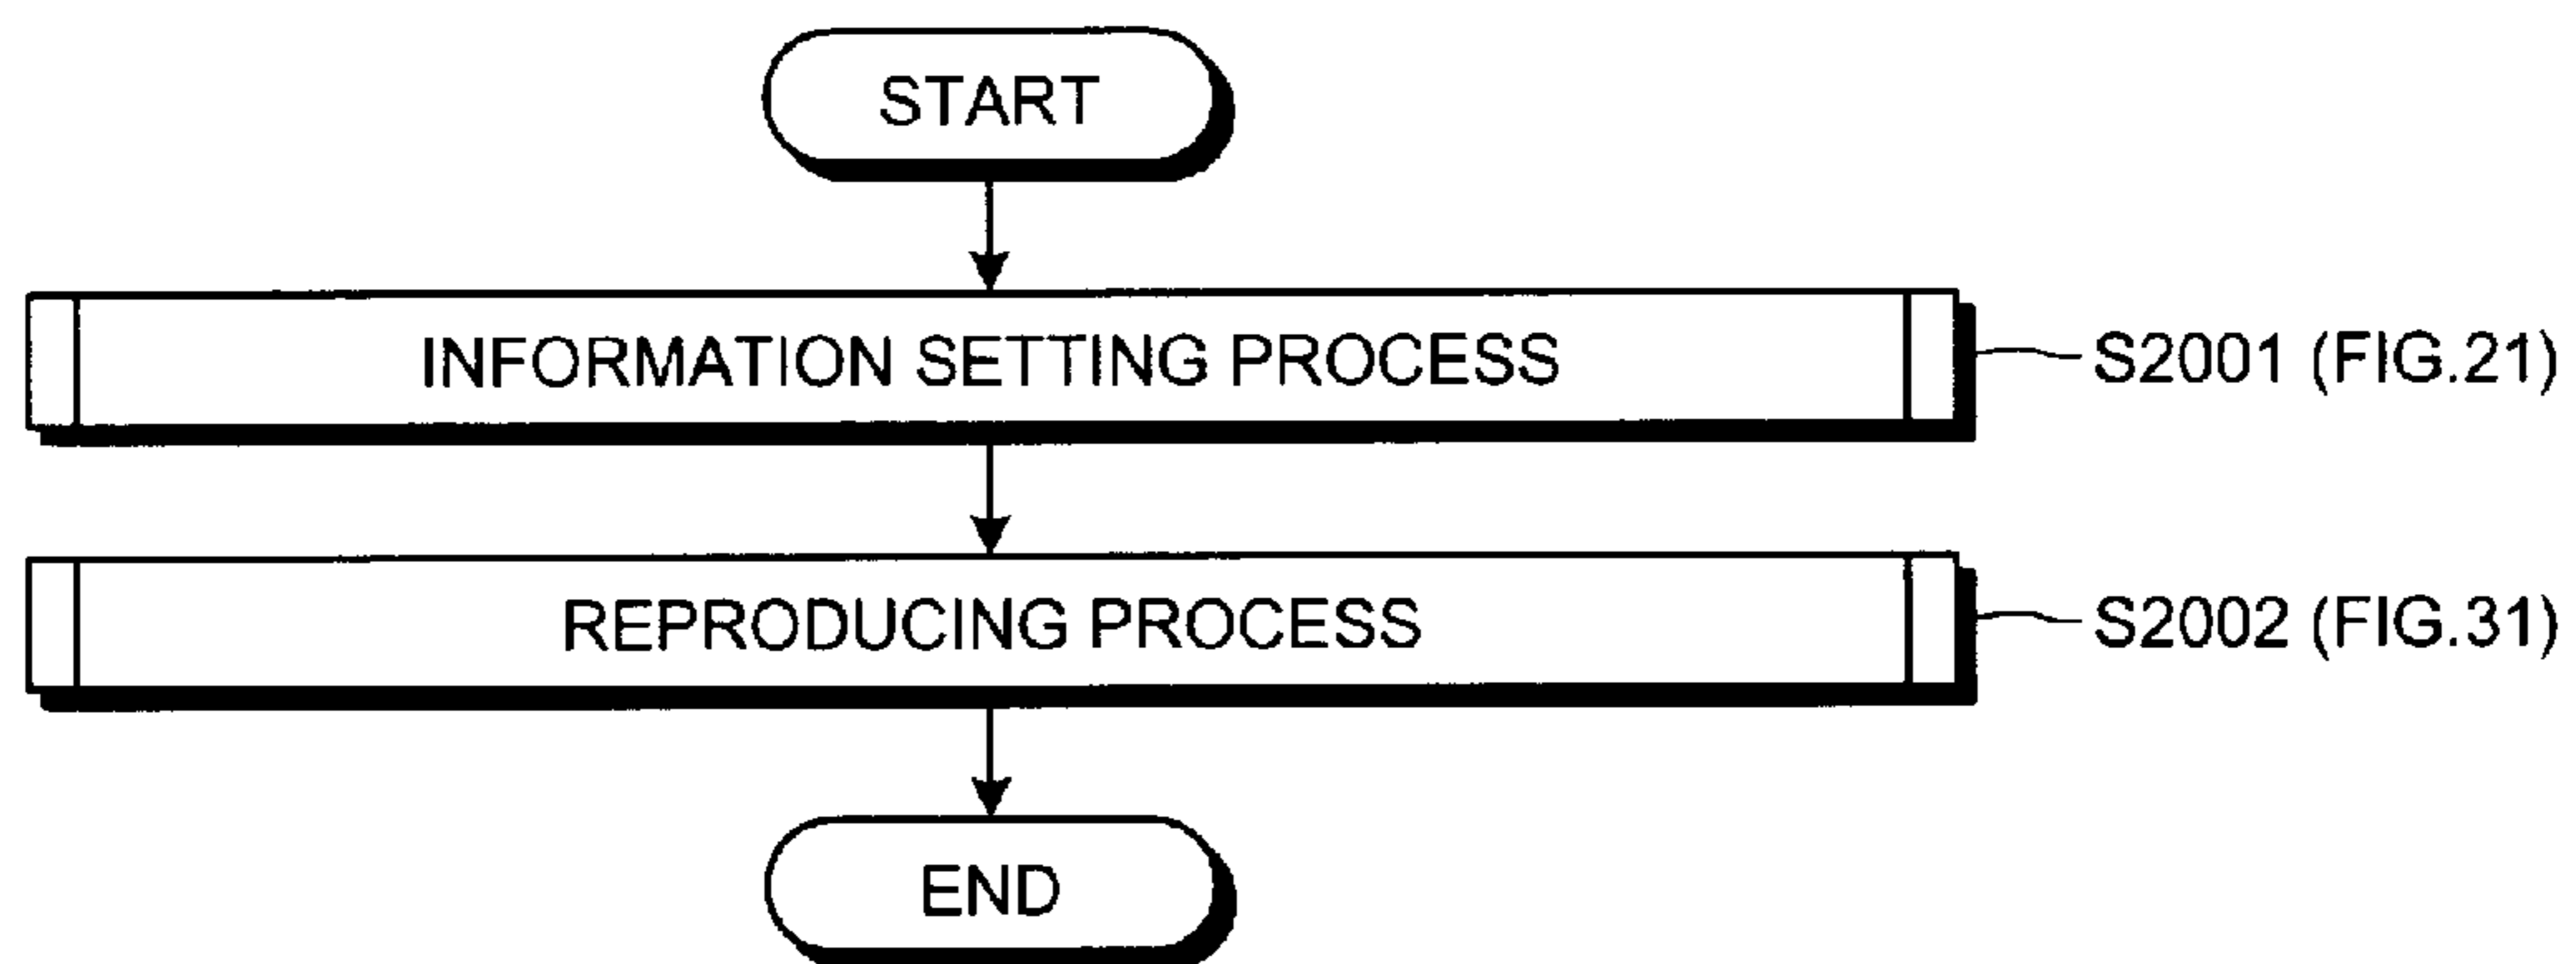 START
INFORMATION SETTING PROCESS
S2001 (FIG.21)
REPRODUCING PROCESS
S2002 (FIG.31)
END